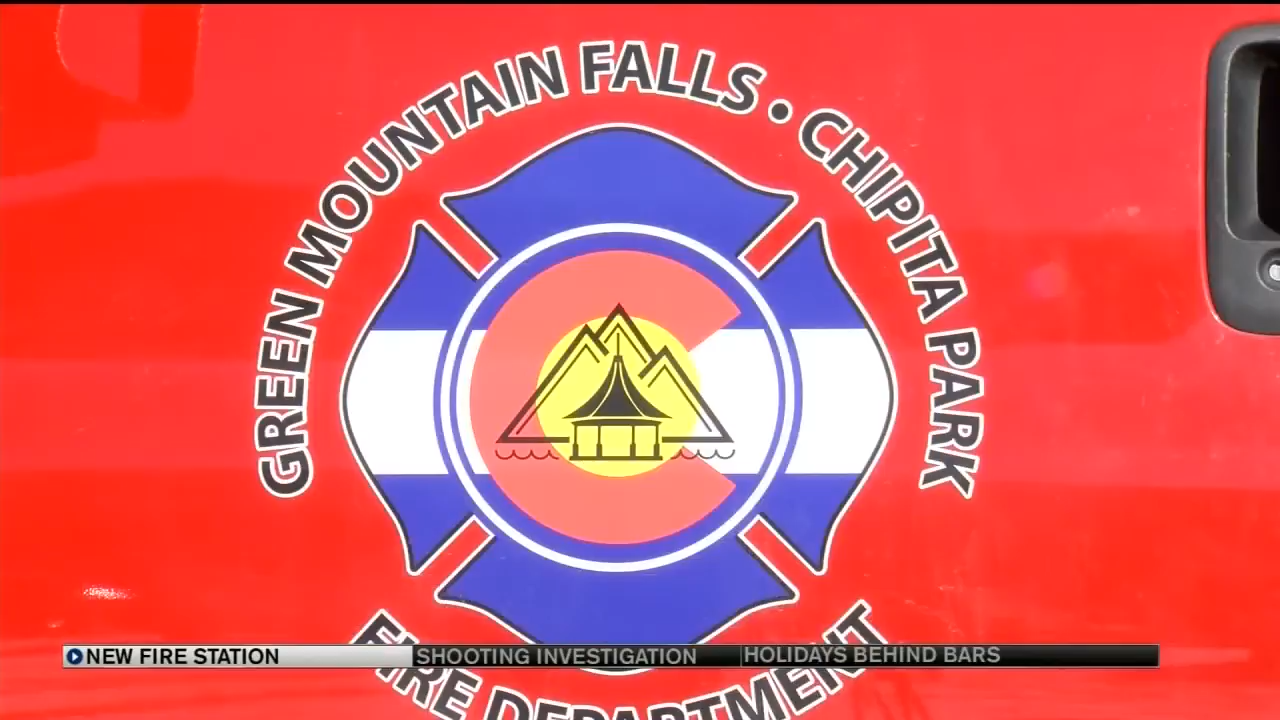 GREEN MOUNTAIN FALLS • CHIPITA PARK
FIRE DEPARTMENT
NEW FIRE STATION
SHOOTING INVESTIGATION
HOLIDAYS BEHIND BARS